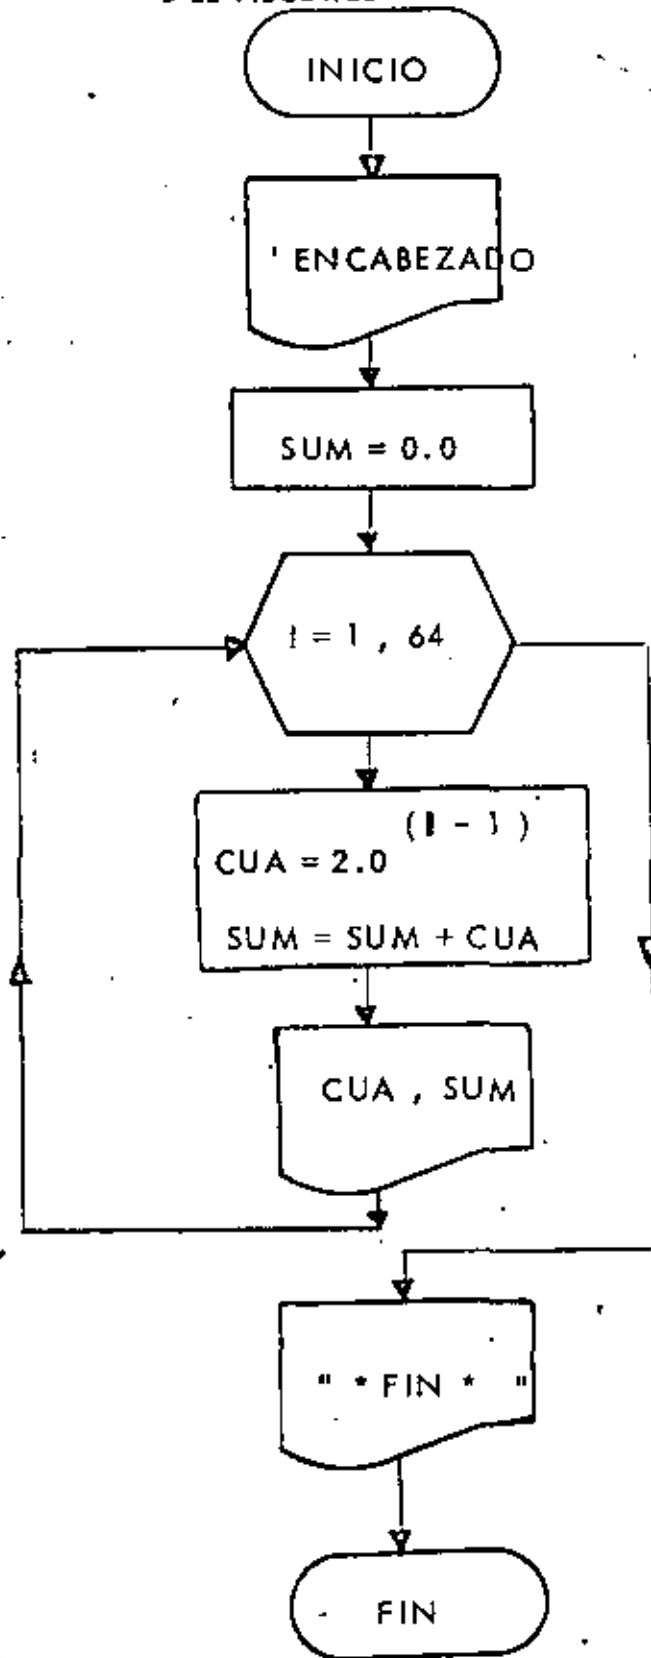 INICIO
' ENCABEZADO
SUM = 0.0
I = 1 , 64
(I - 1 )
CUA = 2.0
SUM = SUM + CUA
CUA , SUM
" * FIN * "
FIN